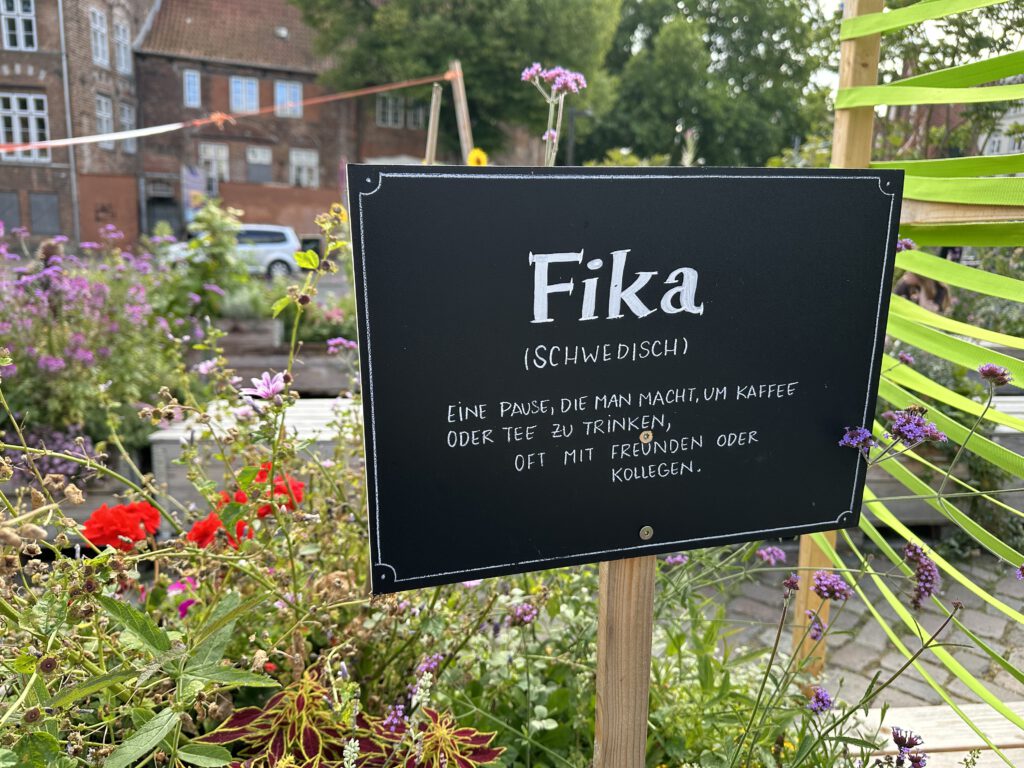 Fika
(SCHWEDISCH)
EINE PAUSE, DIE MAN MACHT, UM KAFFEE
ODER TEE ZU TRINKEN,
OFT MIT FREUNDEN ODER
KOLLEGEN.